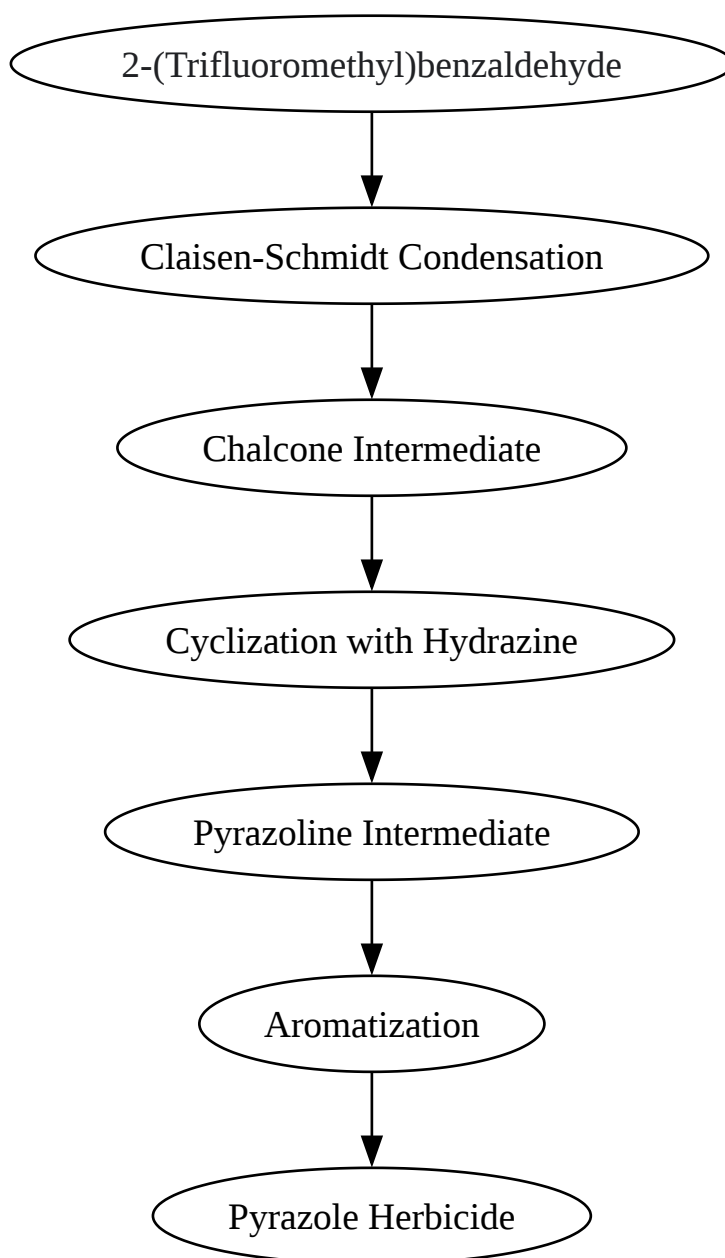 2-(Trifluoromethyl)benzaldehyde
Claisen-Schmidt Condensation
Chalcone Intermediate
Cyclization with Hydrazine
Pyrazoline Intermediate
Aromatization
Pyrazole Herbicide